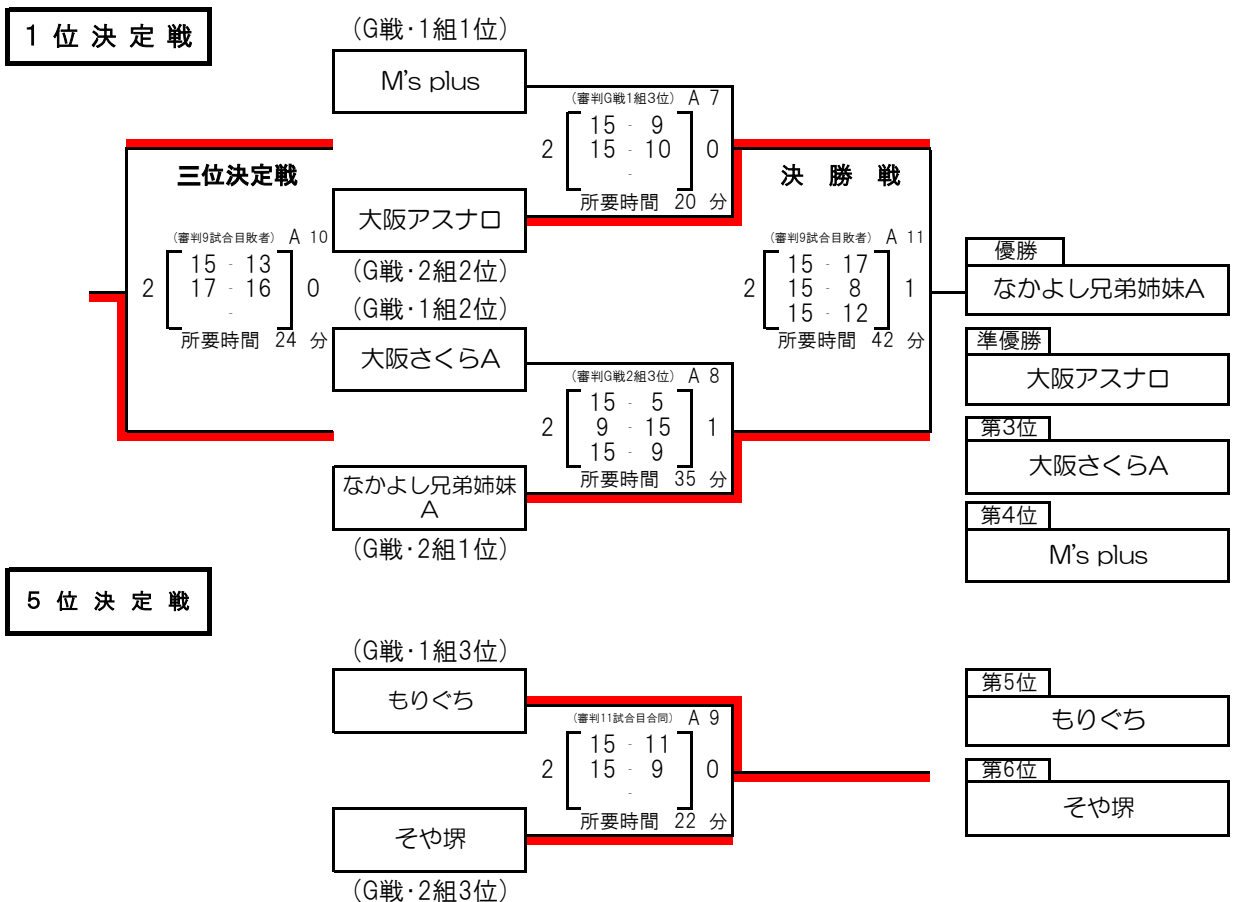 1 位 決 定 戦
(G戦・1組1位)
M's plus
(審判G戦1組3位) A 7
15 - 9
2 15 - 10 0
-
所要時間 20 分
大阪アスナロ
(G戦・2組2位)
三位決定戦
(審判9試合目敗者) A 10
15 - 13
2 17 - 16 0
-
所要時間 24 分
決 勝 戦
(審判9試合目敗者) A 11
15 - 17
2 15 - 8 1
15 - 12
所要時間 42 分
(G戦・1組2位)
大阪さくらA
(審判G戦2組3位) A 8
15 - 5
2 9 - 15 1
15 - 9
所要時間 35 分
なかよし兄弟姉妹
A
(G戦・2組1位)
優勝
なかよし兄弟姉妹A
準優勝
大阪アスナロ
第3位
大阪さくらA
第4位
M's plus
5 位 決 定 戦
(G戦・1組3位)
もりぐち
(審判11試合目合同) A 9
15 - 11
2 15 - 9 0
-
所要時間 22 分
そや堺
(G戦・2組3位)
第5位
もりぐち
第6位
そや堺